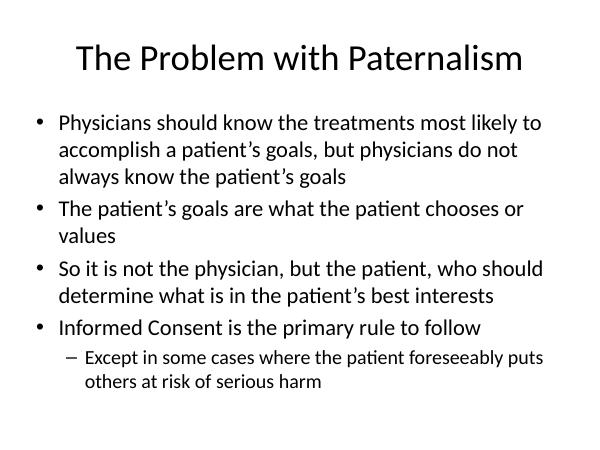 The Problem with Paternalism
• Physicians should know the treatments most likely to
accomplish a patient’s goals, but physicians do not
always know the patient’s goals
• The patient’s goals are what the patient chooses or
values
• So it is not the physician, but the patient, who should
determine what is in the patient’s best interests
• Informed Consent is the primary rule to follow
– Except in some cases where the patient foreseeably puts
others at risk of serious harm